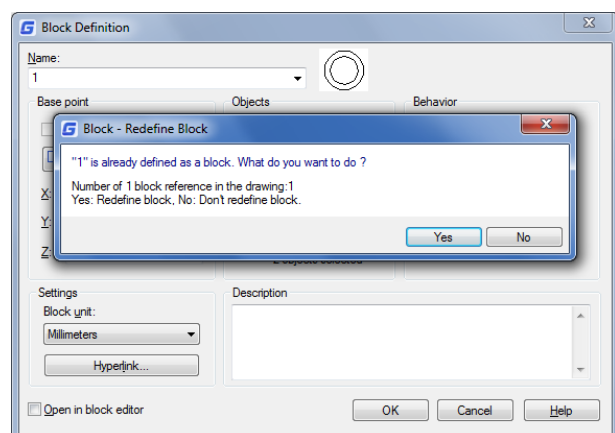 Block Definition
Name:
1
Base point
Objects
Behavior
Block - Redefine Block
"1" is already defined as a block. What do you want to do ?
Number of 1 block reference in the drawing:1
Yes: Redefine block, No: Don't redefine block.
Yes
No
X:
Y:
Z:
2 objects selected
Settings
Description
Block unit:
Millimeters
Hyperlink...
Open in block editor
OK
Cancel
Help